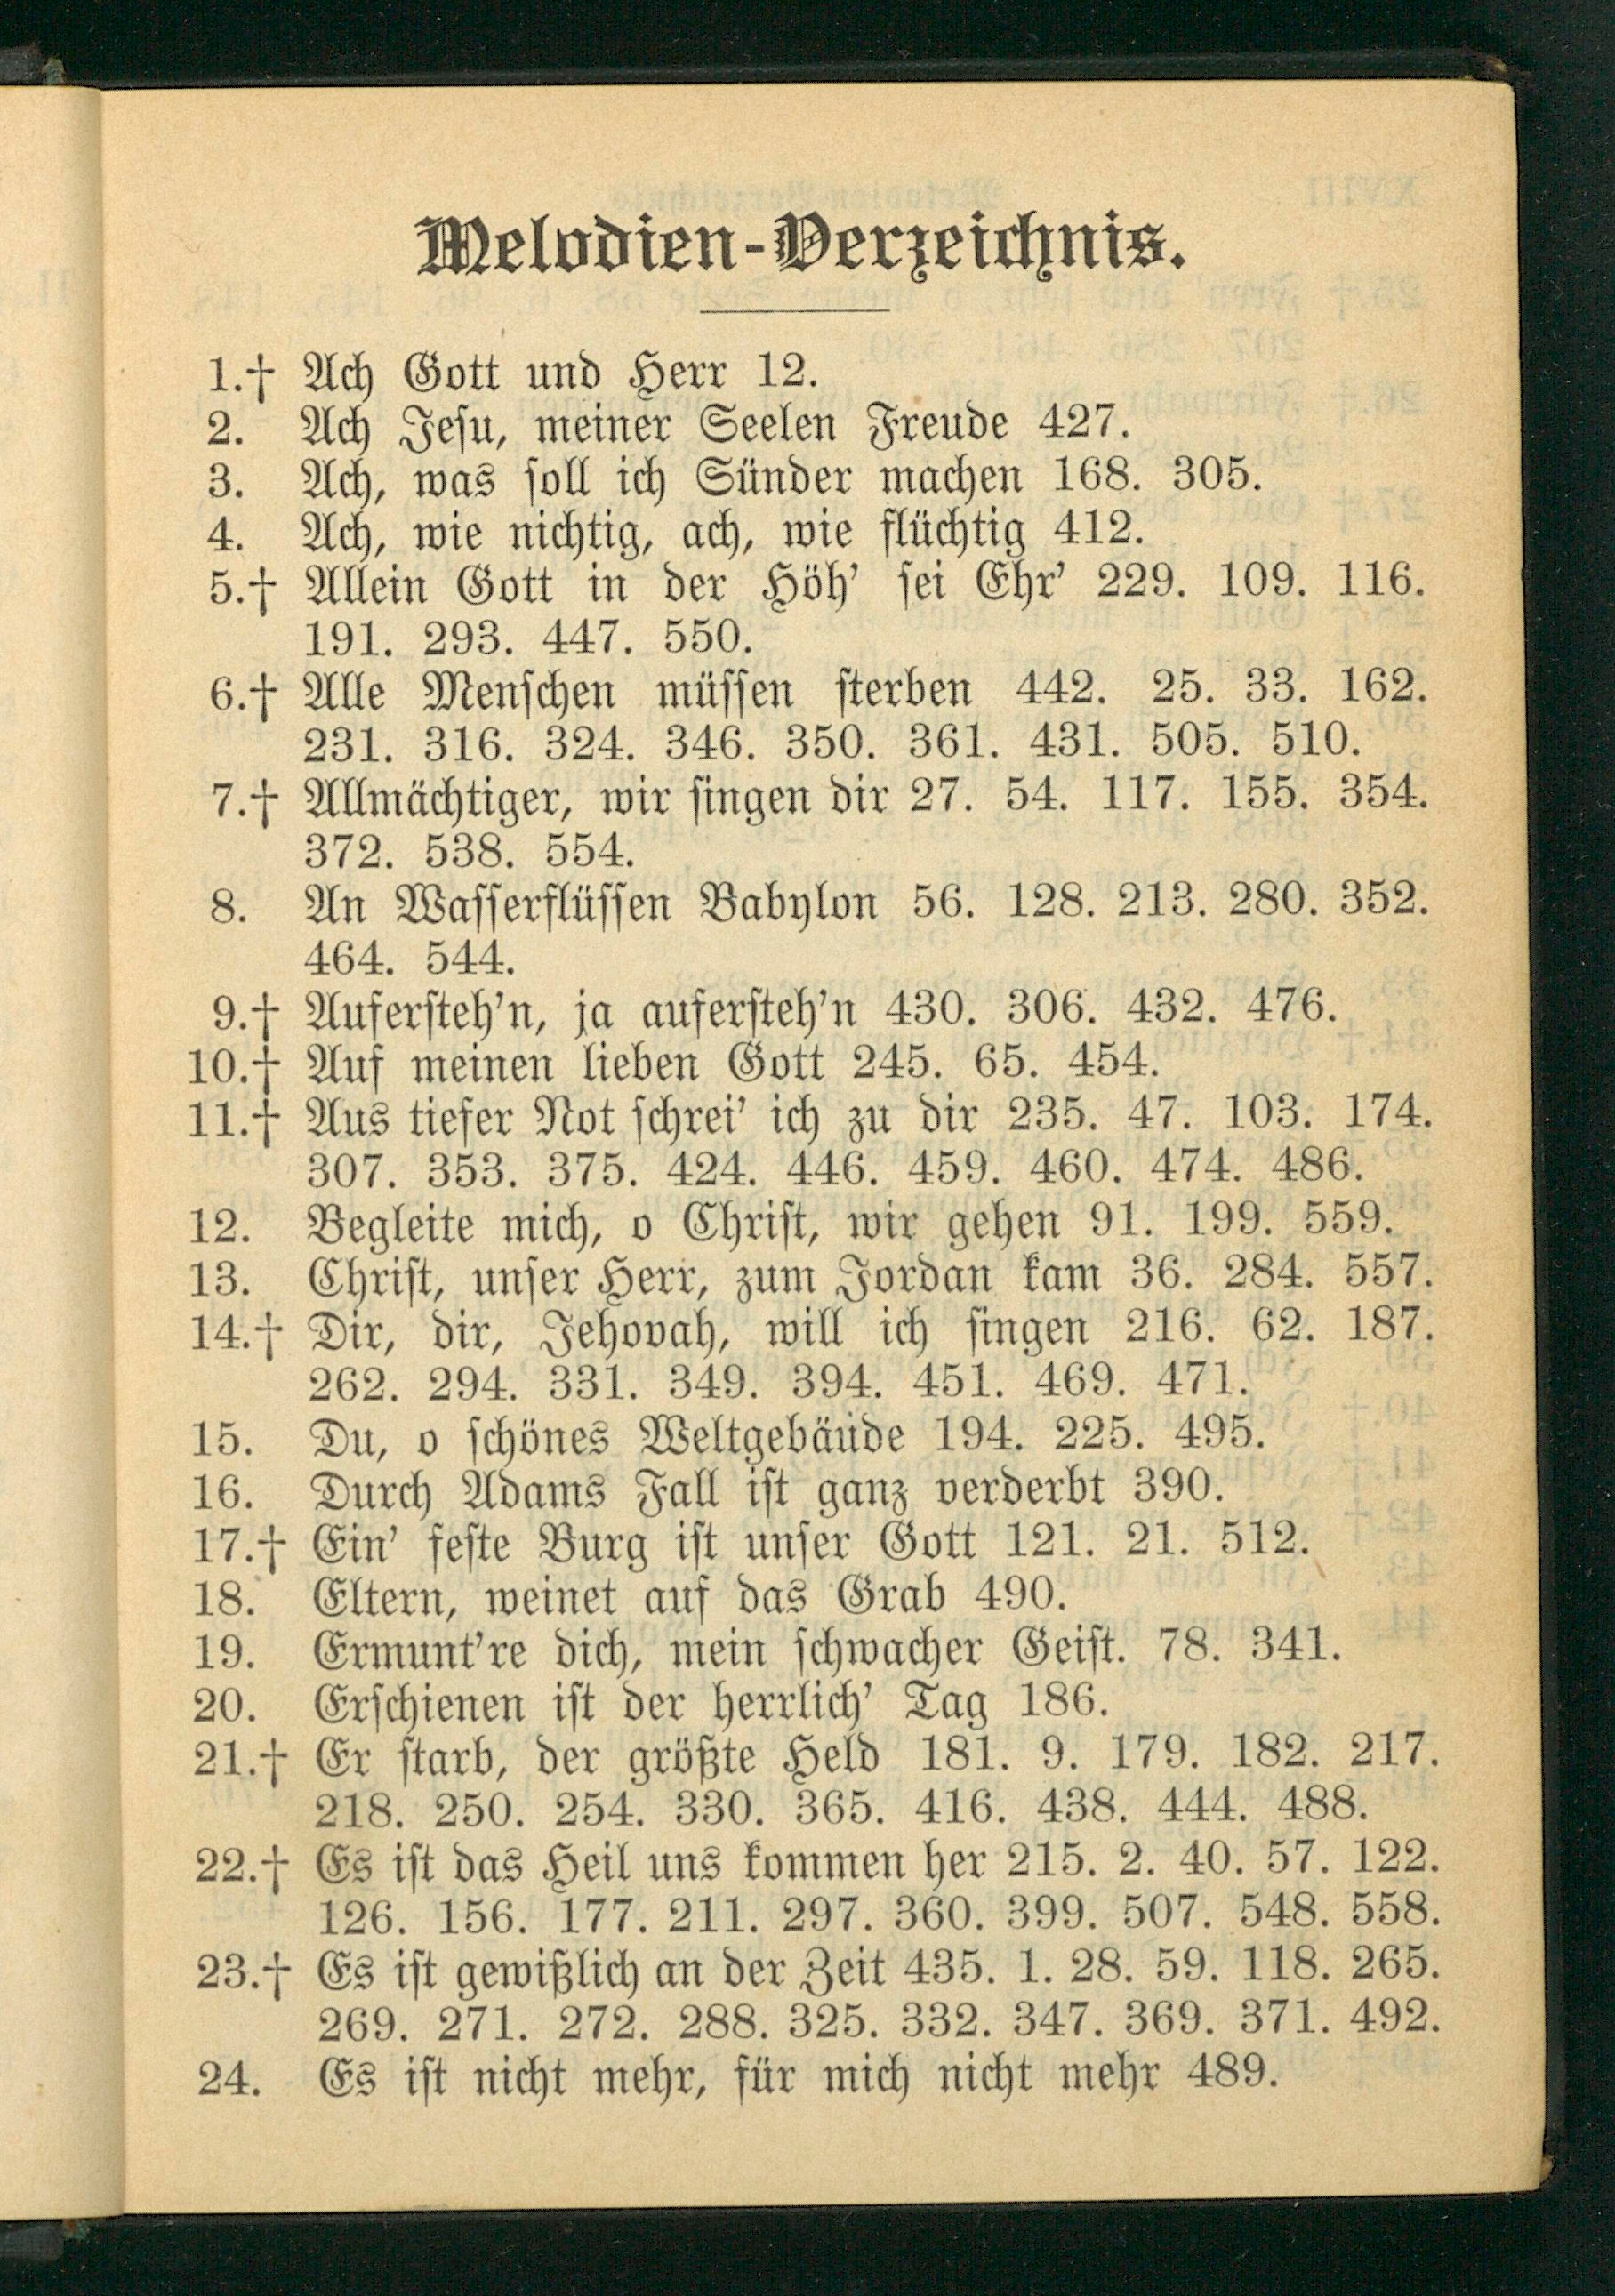 Melodien-Verzeichnis.
1.† Ach Gott und Herr 12.
2. Ach Jesu, meiner Seelen Freude 427.
3. Ach, was soll ich Sünder machen 168. 305.
4. Ach, wie nichtig, ach, wie flüchtig 412.
5.† Allein Gott in der Höh' sei Ehr' 229. 109. 116.
191. 293. 447. 550.
6.† Alle Menschen müssen sterben 442. 25. 33. 162.
231. 316. 324. 346. 350. 361. 431. 505. 510.
7.† Allmächtiger, wir singen dir 27. 54. 117. 155. 354.
372. 538. 554.
8. An Wasserflüssen Babylon 56. 128. 213. 280. 352.
464. 544.
9.† Aufersteh'n, ja aufersteh'n 430. 306. 432. 476.
10.† Auf meinen lieben Gott 245. 65. 454.
11.† Aus tiefer Not schrei' ich zu dir 235. 47. 103. 174.
307. 353. 375. 424. 446. 459. 460. 474. 486.
12. Begleite mich, o Christ, wir gehen 91. 199. 559.
13. Christ, unser Herr, zum Jordan kam 36. 284. 557.
14.† Dir, dir, Jehovah, will ich singen 216. 62. 187.
262. 294. 331. 349. 394. 451. 469. 471.
15. Du, o schönes Weltgebäude 194. 225. 495.
16. Durch Adams Fall ist ganz verderbt 390.
17.† Ein' feste Burg ist unser Gott 121. 21. 512.
18. Eltern, weinet auf das Grab 490.
19. Ermunt're dich, mein schwacher Geist. 78. 341.
20. Erschienen ist der herrlich' Tag 186.
21.† Er starb, der größte Held 181. 9. 179. 182. 217.
218. 250. 254. 330. 365. 416. 438. 444. 488.
22.† Es ist das Heil uns kommen her 215. 2. 40. 57. 122.
126. 156. 177. 211. 297. 360. 399. 507. 548. 558.
23.† Es ist gewißlich an der Zeit 435. 1. 28. 59. 118. 265.
269. 271. 272. 288. 325. 332. 347. 369. 371. 492.
24. Es ist nicht mehr, für mich nicht mehr 489.